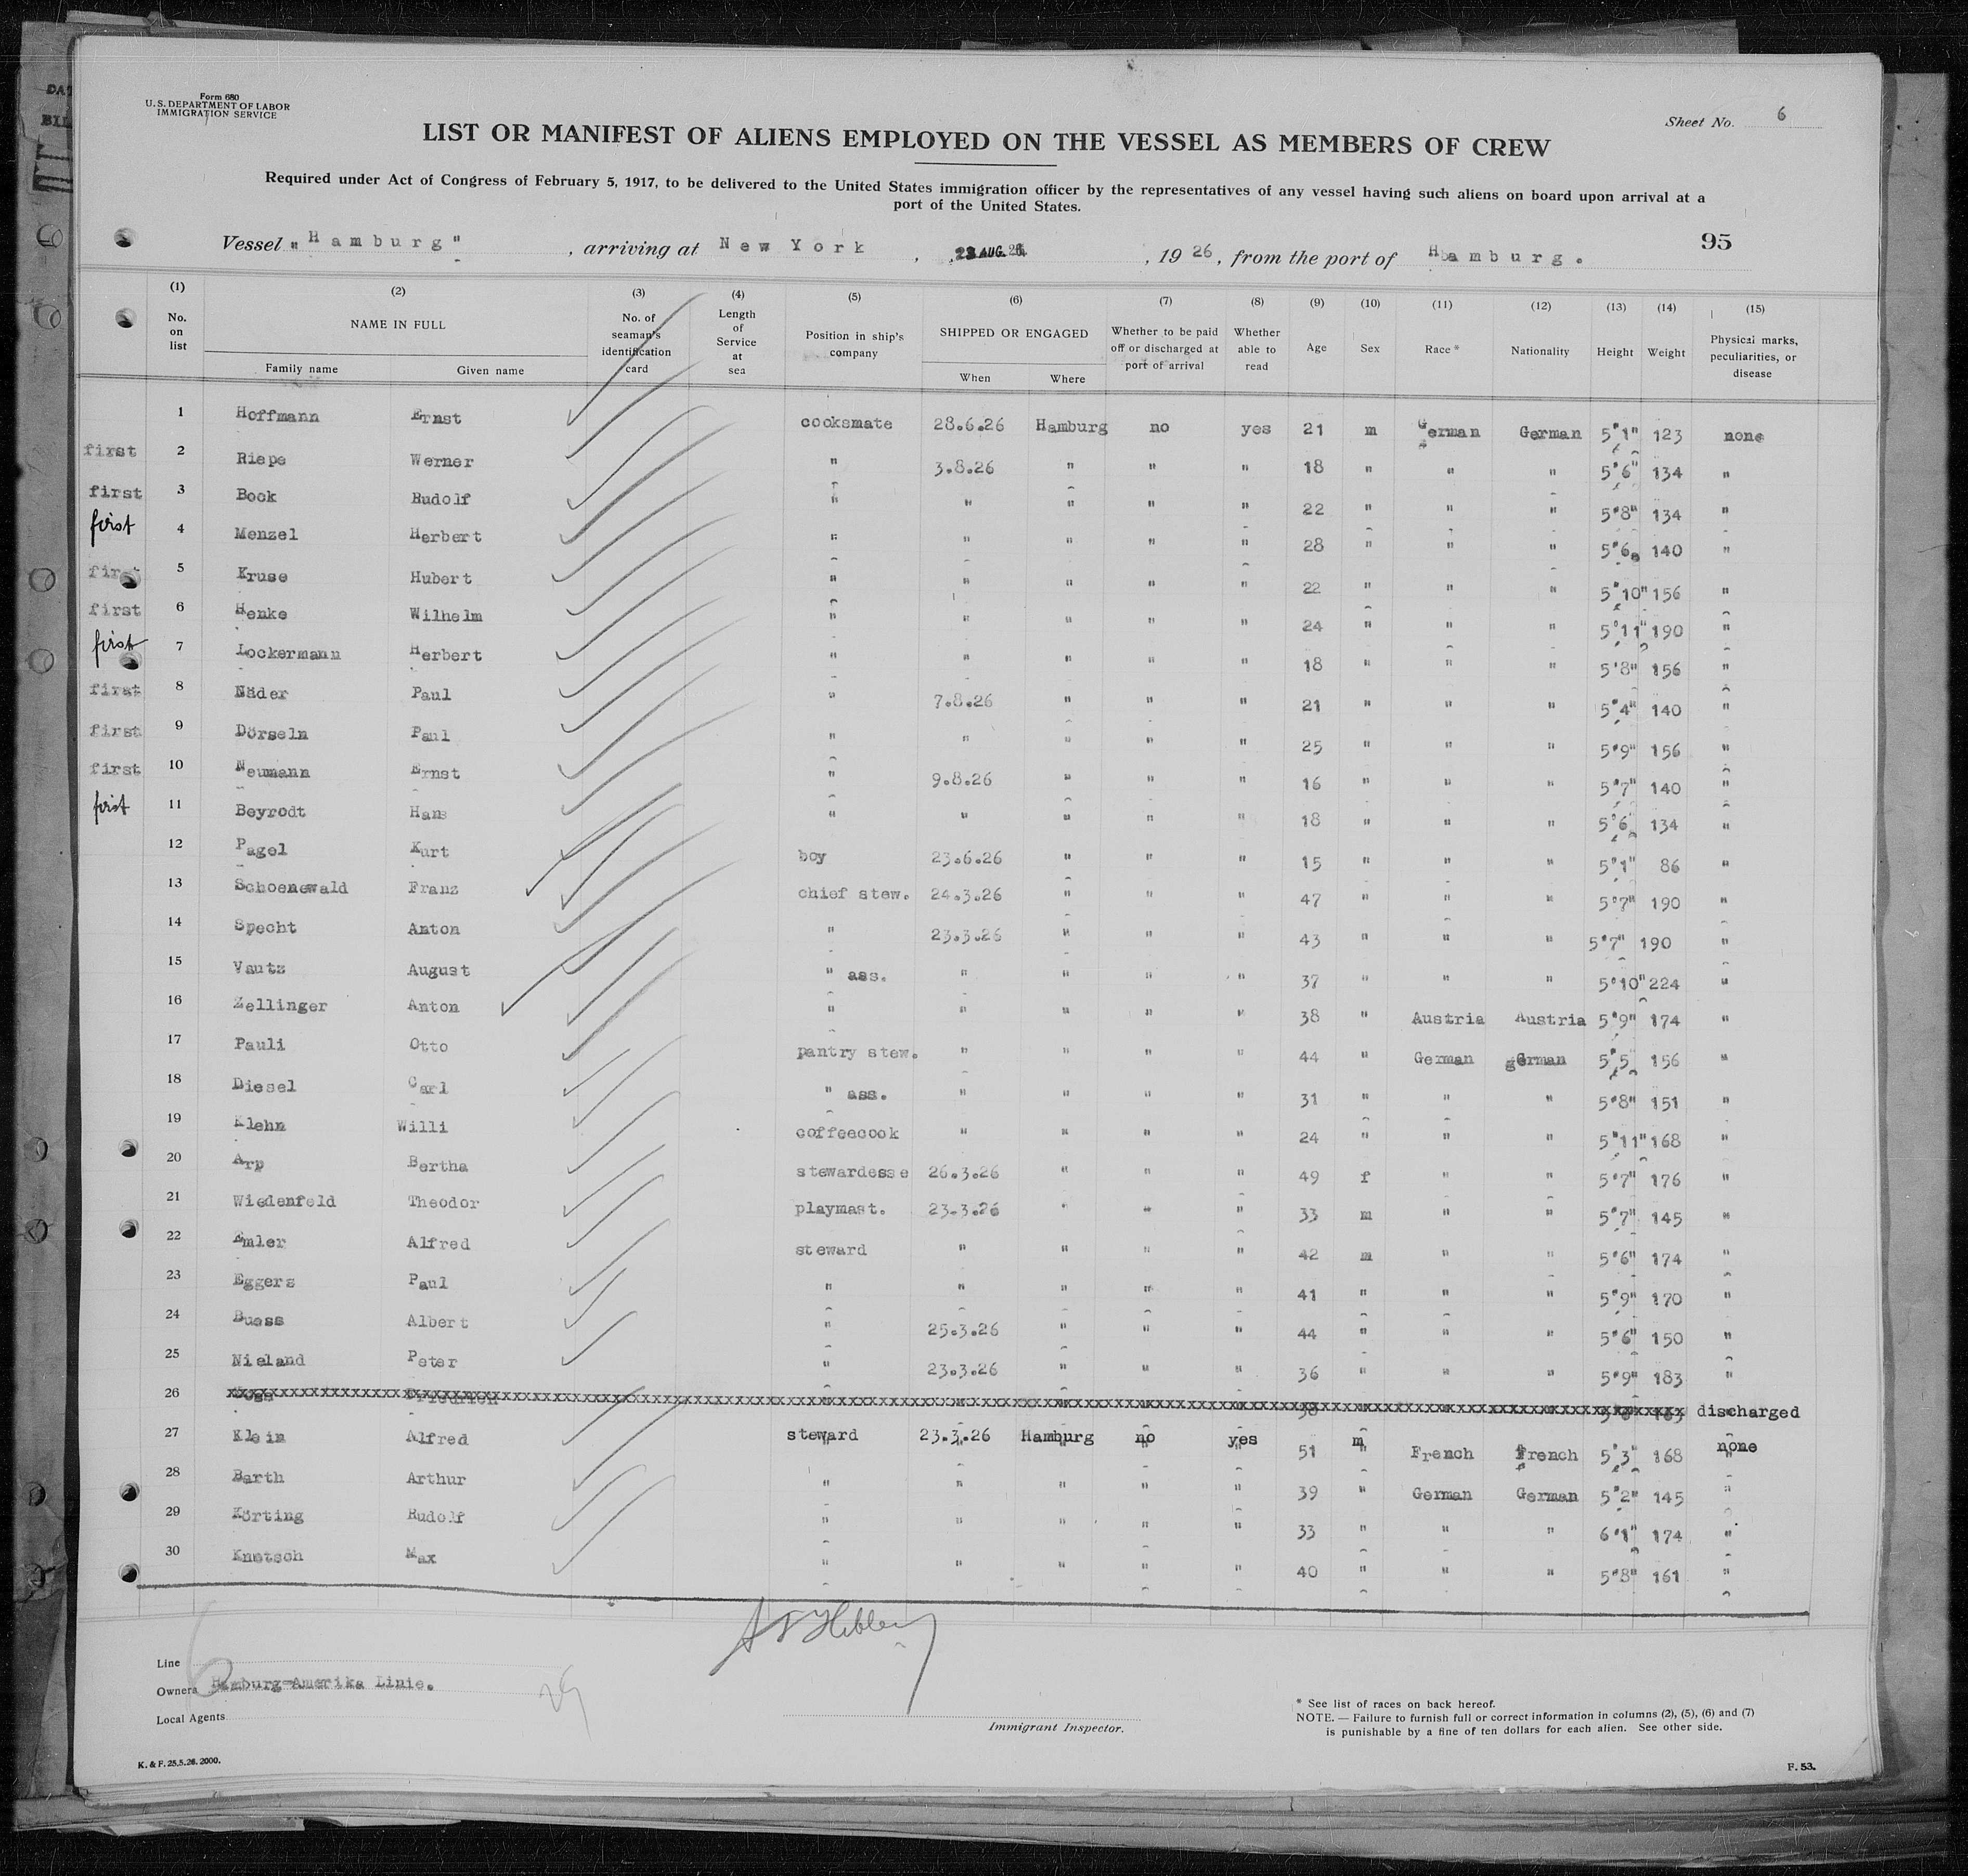 Form 680
U.S. DEPARTMENT OF LABOR
IMMIGRATION SERVICE
Sheet No. 6
LIST OR MANIFEST OF ALIENS EMPLOYED ON THE VESSEL AS MEMBERS OF CREW
Required under Act of Congress of February 5, 1917, to be delivered to the United States immigration officer by the representatives of any vessel having such aliens on board upon arrival at a
port of the United States.
95
Vessel "Hamburg", arriving at New York, AUG. 26, 1926, from the port of Hamburg.
(1) (2) (3) (4) (5) (6) (7) (8) (9) (10) (11) (12) (13) (14) (15)
No. on list NAME IN FULL Family name Given name No. of seaman's identification card Length of Service at sea Position in ship's company SHIPPED OR ENGAGED When Where Whether to be paid off or discharged at port of arrival Whether able to read Age Sex Race * Nationality Height Weight Physical marks, peculiarities, or disease
1 Hoffmann Ernst cooksmate 28.6.26 Hamburg no yes 21 m German German 5'1" 123 none
first 2 Riepe Werner " 3.8.26 " " " 18 " " " 5'6" 134 "
first 3 Bock Rudolf " " " " " 22 " " " 5'8" 134 "
first 4 Menzel Herbert " " " " " 28 " " " 5'6 140 "
first 5 Kruse Hubert " " " " " 22 " " " 5'10" 156 "
first 6 Henke Wilhelm " " " " " 24 " " " 5'11" 190 "
first 7 Lockermann Herbert " " " " " 18 " " " 5'8" 156 "
first 8 Näder Paul " 7.8.26 " " " 21 " " " 5'4" 140 "
first 9 Dörseln Paul " " " " " 25 " " " 5'9" 156 "
first 10 Neumann Ernst " 9.8.26 " " " 16 " " " 5'7" 140 "
first 11 Beyrodt Hans " " " " " 18 " " " 5'6 134 "
12 Pagel Kurt boy 23.6.26 " " " 15 " " " 5'1" 86 "
13 Schoenewald Franz chief stew. 24.3.26 " " " 47 " " " 5'7" 190 "
14 Specht Anton " 23.3.26 " " " 43 " " " 5'7" 190 "
15 Vautz August " ass. " " " " 37 " " " 5'10" 224 "
16 Zellinger Anton " " " " " 38 " Austria Austria 5'9" 174 "
17 Pauli Otto pantry stew. " " " " 44 " German german 5'5 156 "
18 Diesel Carl " ass. " " " " 31 " " " 5'8" 151 "
19 Klehn Willi coffeecook " " " " 24 " " " 5'11" 168 "
20 Arp Bertha stewardesse 26.3.26 " " " 49 f " " 5'7" 176 "
21 Wiedenfeld Theodor playmast. 23.3.26 " " " 33 m " " 5'7" 145 "
22 Emler Alfred steward " " " " 42 m " " 5'6" 174 "
23 Eggers Paul " " " " " 41 " " " 5'9" 170 "
24 Buess Albert " 25.3.26 " " " 44 " " " 5'6" 150 "
25 Nieland Peter " 23.3.26 " " " 36 " " " 5'9" 183 "
26 Friedrich discharged
27 Klein Alfred steward 23.3.26 Hamburg no yes 51 m French French 5'3" 168 none
28 Barth Arthur " " " " " 39 " German German 5'2" 145 "
29 Körting Rudolf " " " " " 33 " " " 6'1" 174 "
30 Knetsch Max " " " " " 40 " " " 5'8" 161 "
Line
Owners Hamburg-Amerika Linie.
Local Agents
29
Immigrant Inspector.
* See list of races on back hereof.
NOTE. — Failure to furnish full or correct information in columns (2), (5), (6) and (7)
is punishable by a fine of ten dollars for each alien. See other side.
K. & F. 25.5.26. 2000.
F. 53.